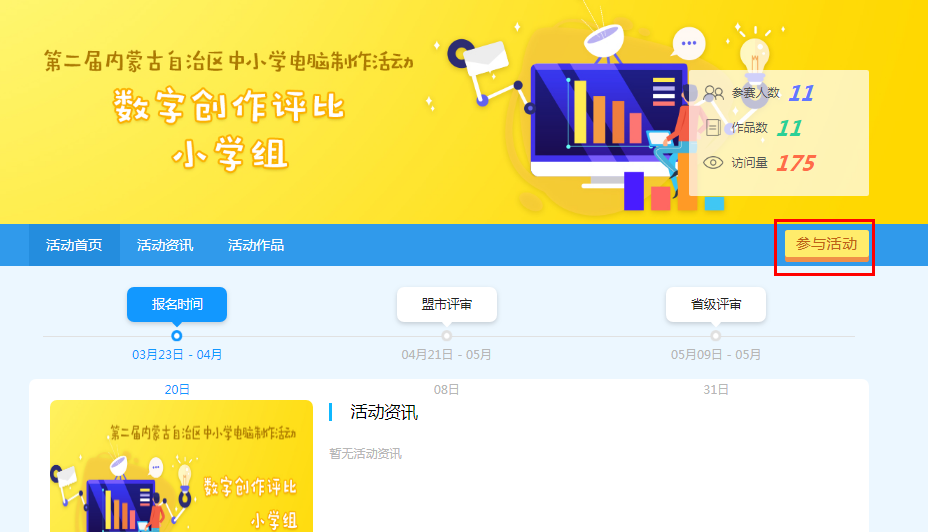 第二届内蒙古自治区中小学电脑制作活动
数字创作评比
小学组
参赛人数 11
作品数 11
访问量 175
活动首页 活动资讯 活动作品 参与活动
报名时间 盟市评审 省级评审
03月23日 - 04月 04月21日 - 05月 05月09日 - 05月
20日 08日 31日
活动资讯
暂无活动资讯
第二届内蒙古自治区中小学电脑制作活动
数字创作评比
小学组